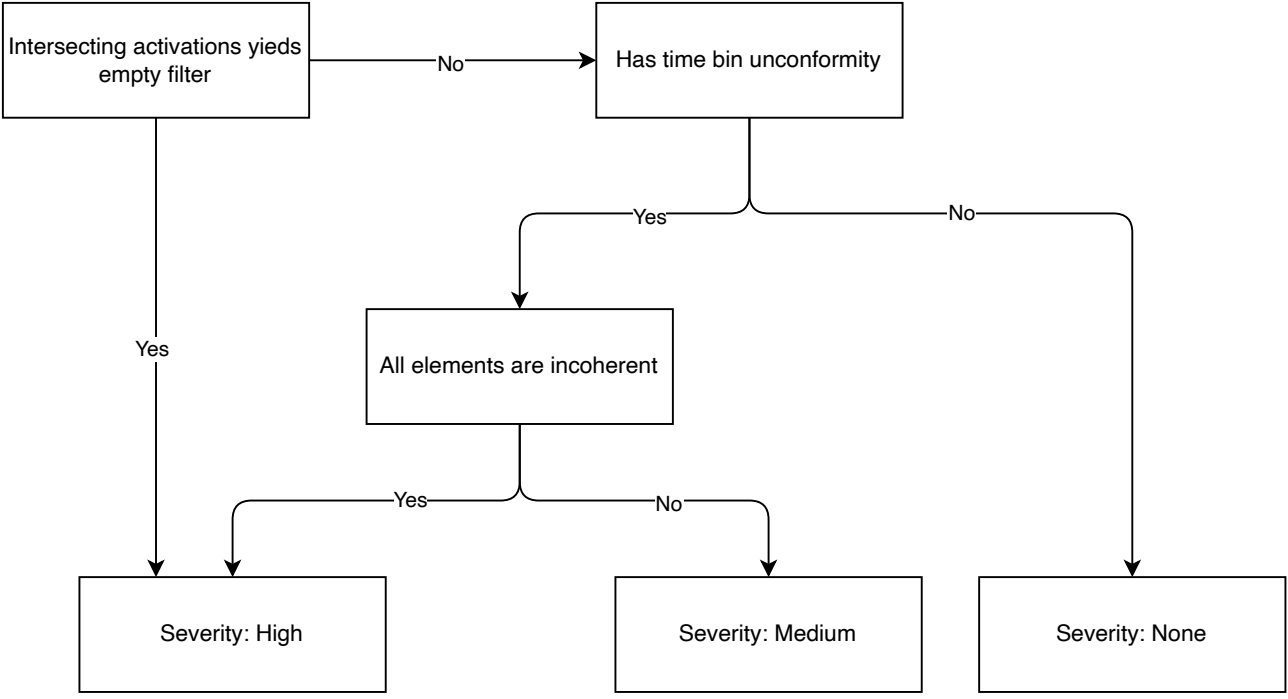 Intersecting activations yieds
empty filter
No
Has time bin unconformity
Yes
No
Yes
All elements are incoherent
Yes
No
Severity: High
Severity: Medium
Severity: None